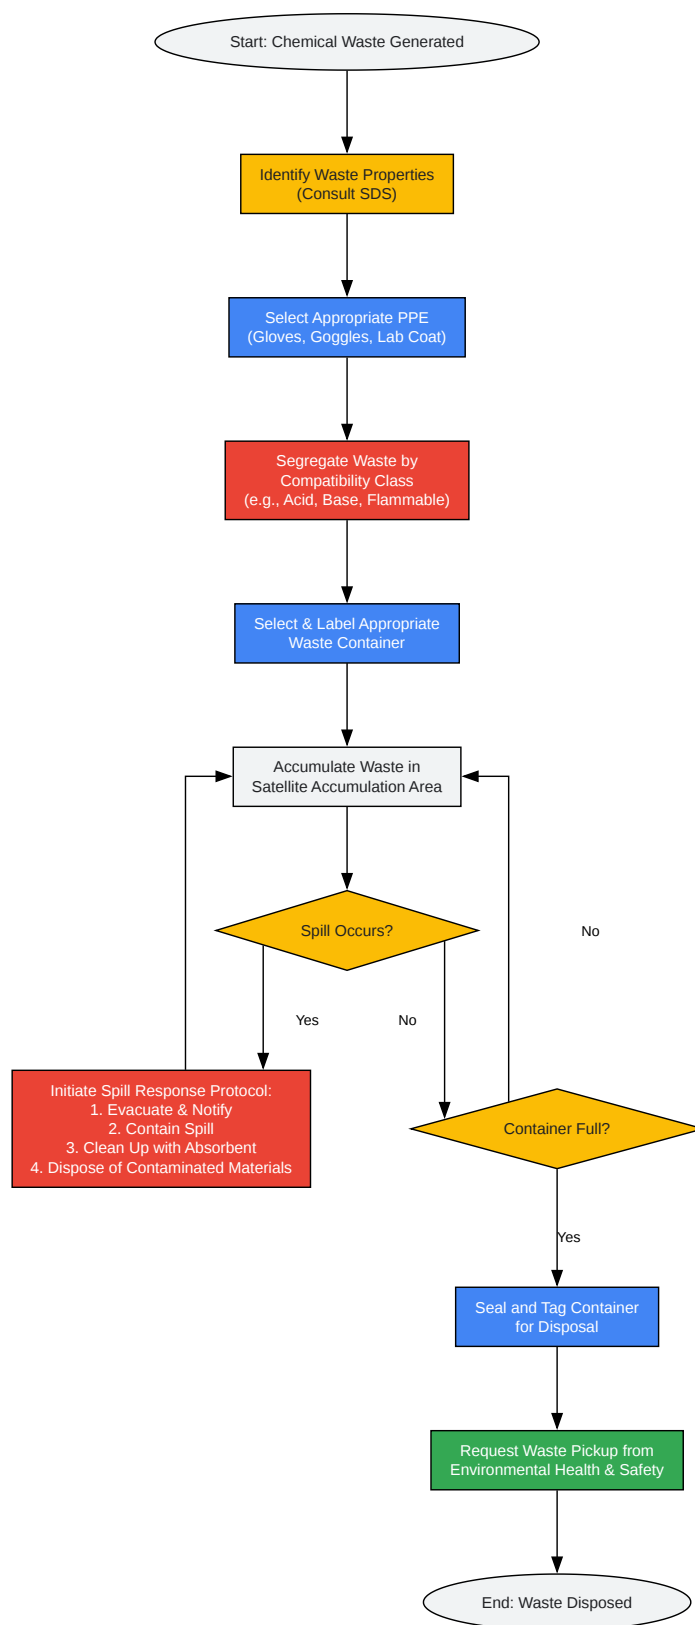 Start: Chemical Waste Generated
Identify Waste Properties
(Consult SDS)
Select Appropriate PPE
(Gloves, Goggles, Lab Coat)
Segregate Waste by
Compatibility Class
(e.g., Acid, Base, Flammable)
Select & Label Appropriate
Waste Container
Accumulate Waste in
Satellite Accumulation Area
Spill Occurs?
No
Yes
No
Initiate Spill Response Protocol:
1. Evacuate & Notify
2. Contain Spill
3. Clean Up with Absorbent
4. Dispose of Contaminated Materials
Container Full?
Yes
Seal and Tag Container
for Disposal
Request Waste Pickup from
Environmental Health & Safety
End: Waste Disposed